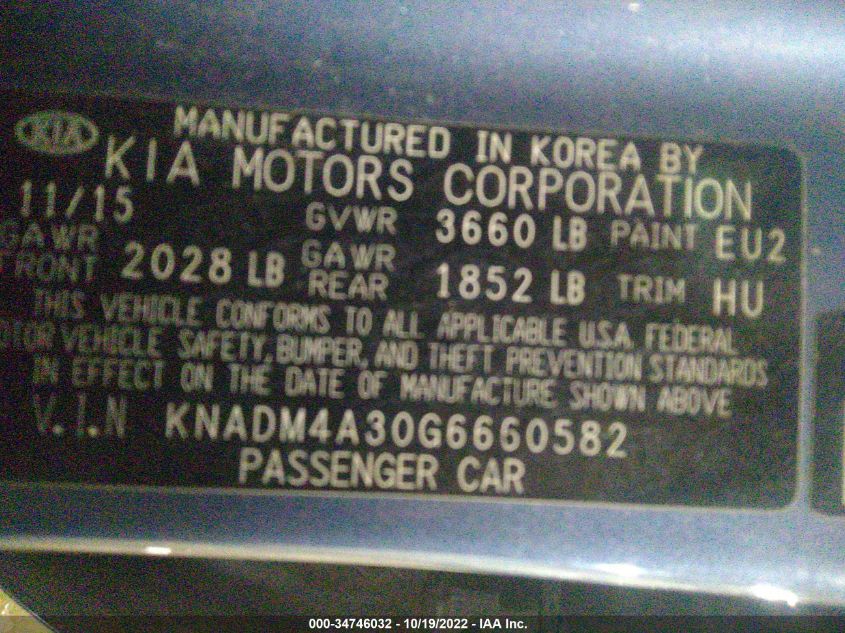 KIA
MANUFACTURED IN KOREA BY
KIA MOTORS CORPORATION
11/15 GVWR 3660 LB PAINT EU2
GAWR FRONT 2028 LB GAWR REAR 1852 LB TRIM HU
THIS VEHICLE CONFORMS TO ALL APPLICABLE U.S.A. FEDERAL
MOTOR VEHICLE SAFETY, BUMPER, AND THEFT PREVENTION STANDARDS
IN EFFECT ON THE DATE OF MANUFACTURE SHOWN ABOVE
V.I.N KNADM4A30G6660582
PASSENGER CAR
000-34746032 - 10/19/2022 - IAA Inc.